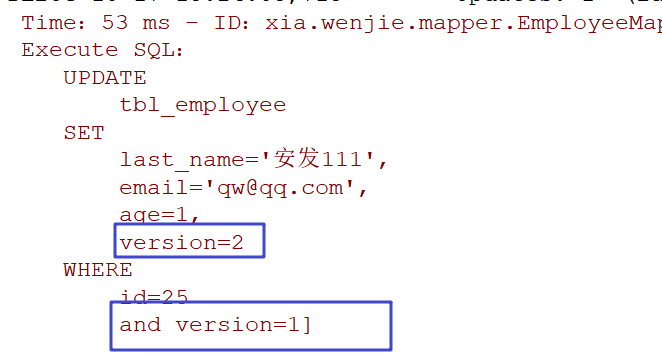 Time：53 ms - ID：xia.wenjie.mapper.EmployeeMap
Execute SQL：
UPDATE
tbl_employee
SET
last_name='安发111',
email='qw@qq.com',
age=1,
version=2
WHERE
id=25
and version=1]